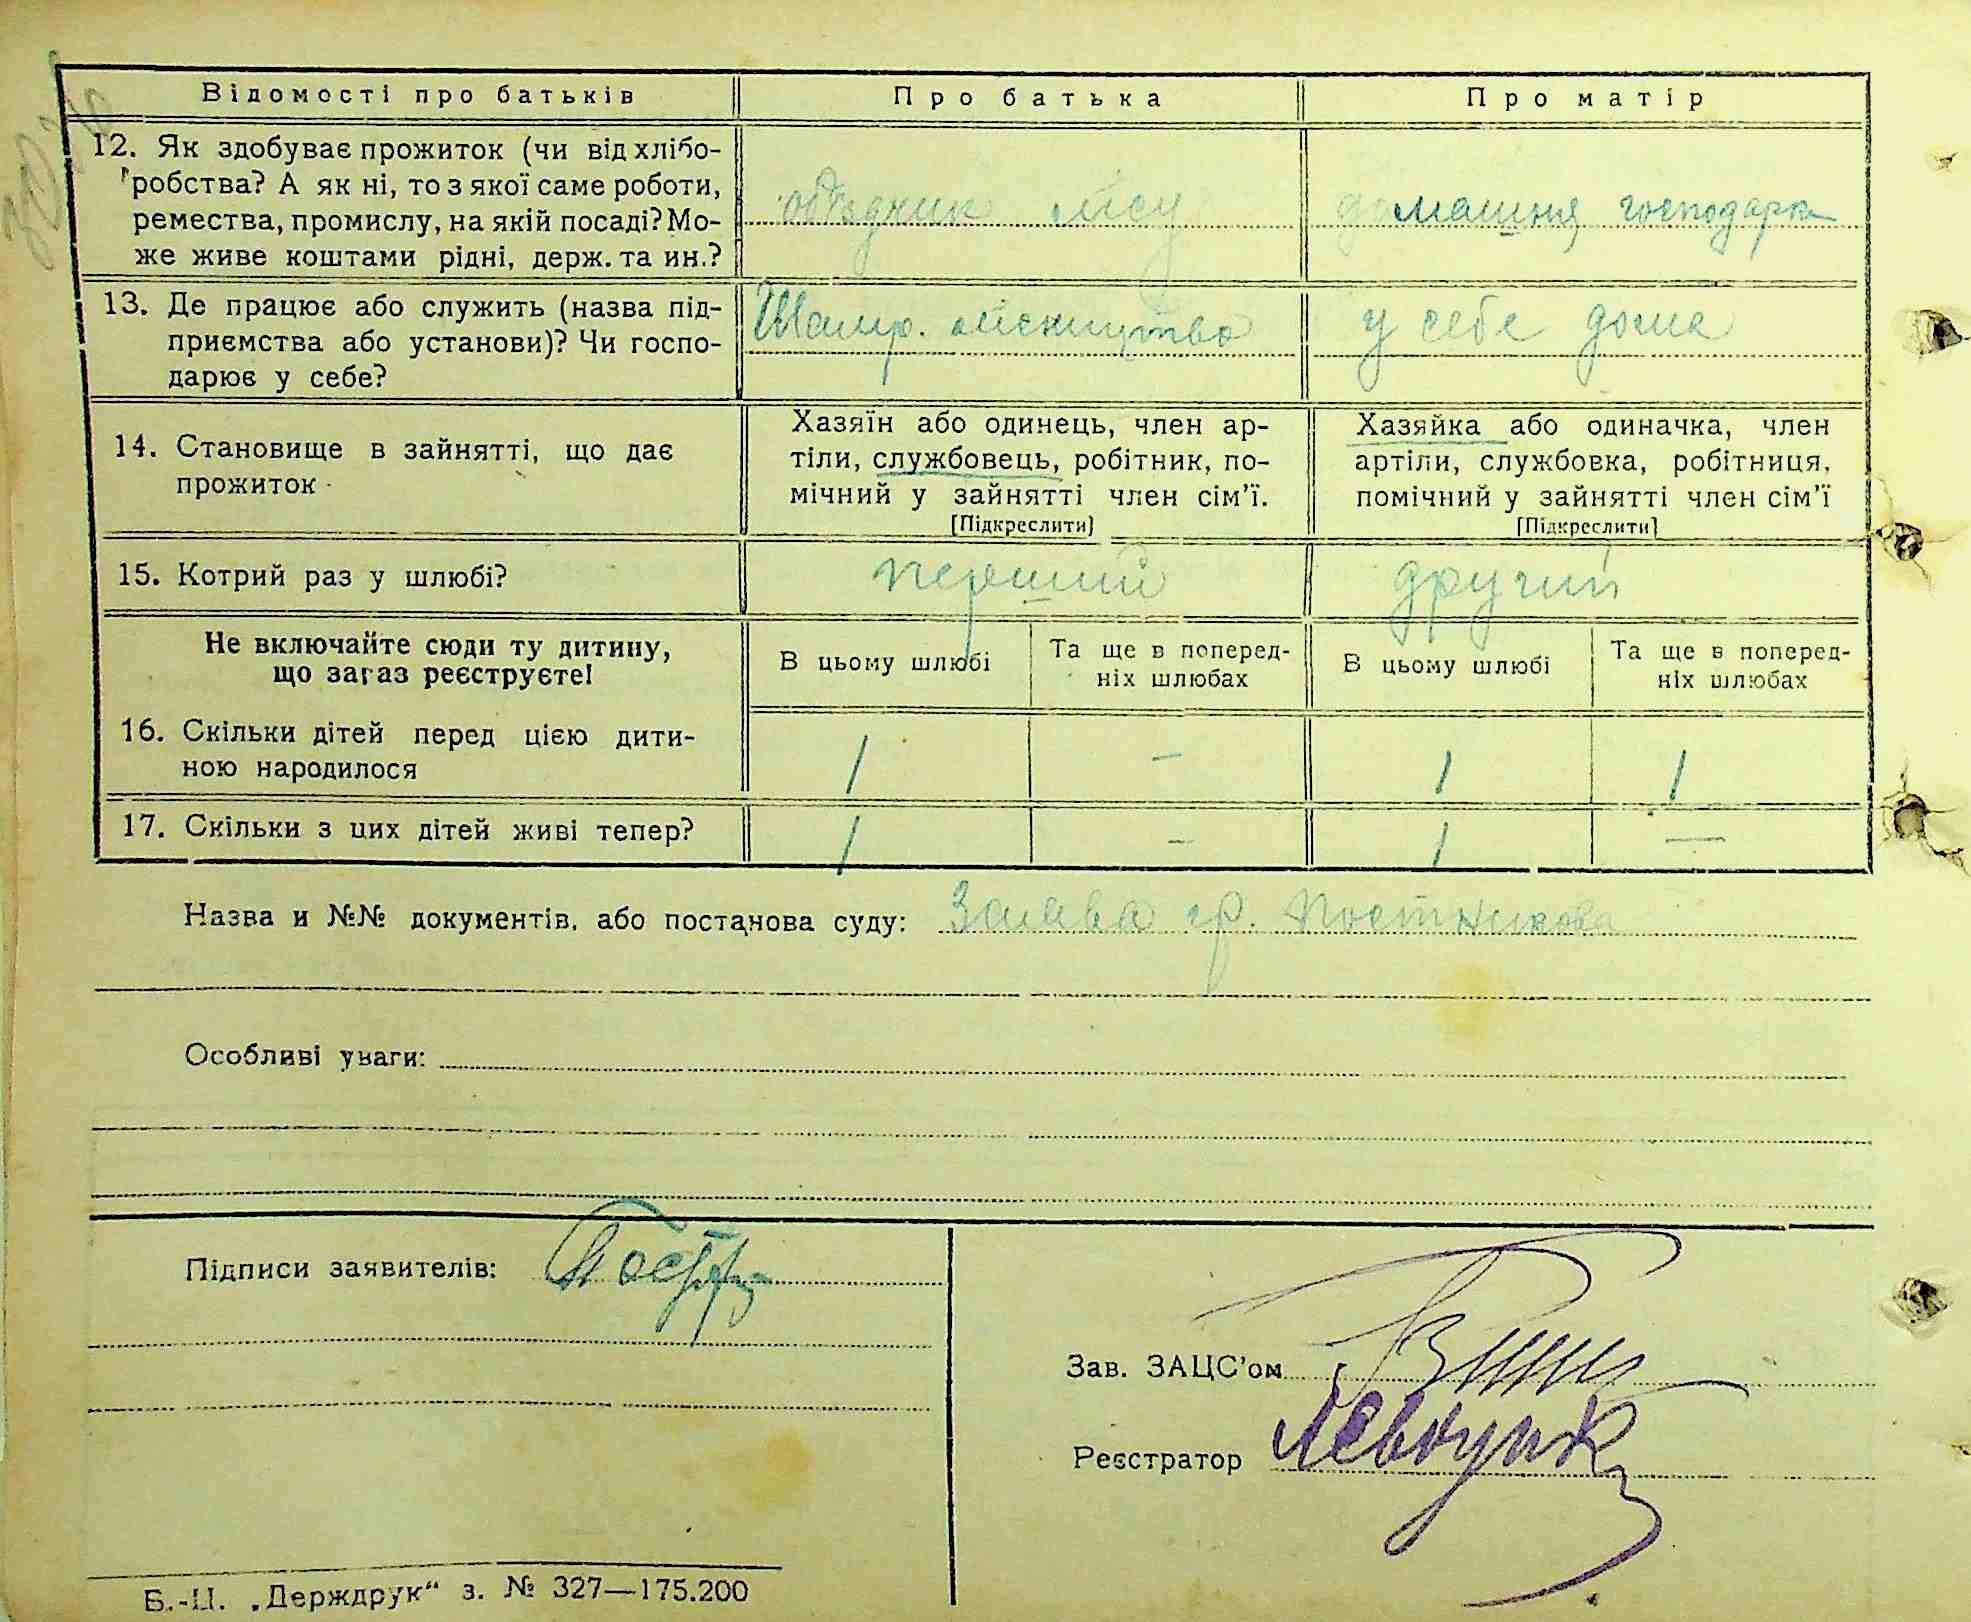 Відомості про батьків
Про батька
Про матір
12. Як здобуває прожиток (чи від хлібо-
робства? А як ні, то з якої саме роботи,
ремества, промислу, на якій посаді? Мо-
же живе коштами рідні, держ. та ин.?
об'їздчик лісу
домашня господарка
13. Де працює або служить (назва під-
приємства або установи)? Чи госпо-
дарює у себе?
лісництво
у себе дома
14. Становище в зайнятті, що дає
прожиток
Хазяїн або одинець, член ар-
тіли, службовець, робітник, по-
мічний у зайнятті член сім'ї.
[Підкреслити]
Хазяйка або одиначка, член
артіли, службовка, робітниця,
помічний у зайнятті член сім'ї
[Підкреслити]
15. Котрий раз у шлюбі?
перший
другий
Не включайте сюди ту дитину,
що зараз реєструєте!
В цьому шлюбі
Та ще в поперед-
ніх шлюбах
В цьому шлюбі
Та ще в поперед-
ніх шлюбах
16. Скільки дітей перед цією дити-
ною народилося
1 — 1 1
17. Скільки з цих дітей живі тепер?
1 — 1 —
Назва и №№ документів, або постанова суду: Заява гр. Постнікова
Особливі уваги:
Підписи заявителів:
Зав. ЗАЦС'ом
Реєстратор Левчук
Б.-Ц. „Держдрук“ з. № 327—175.200